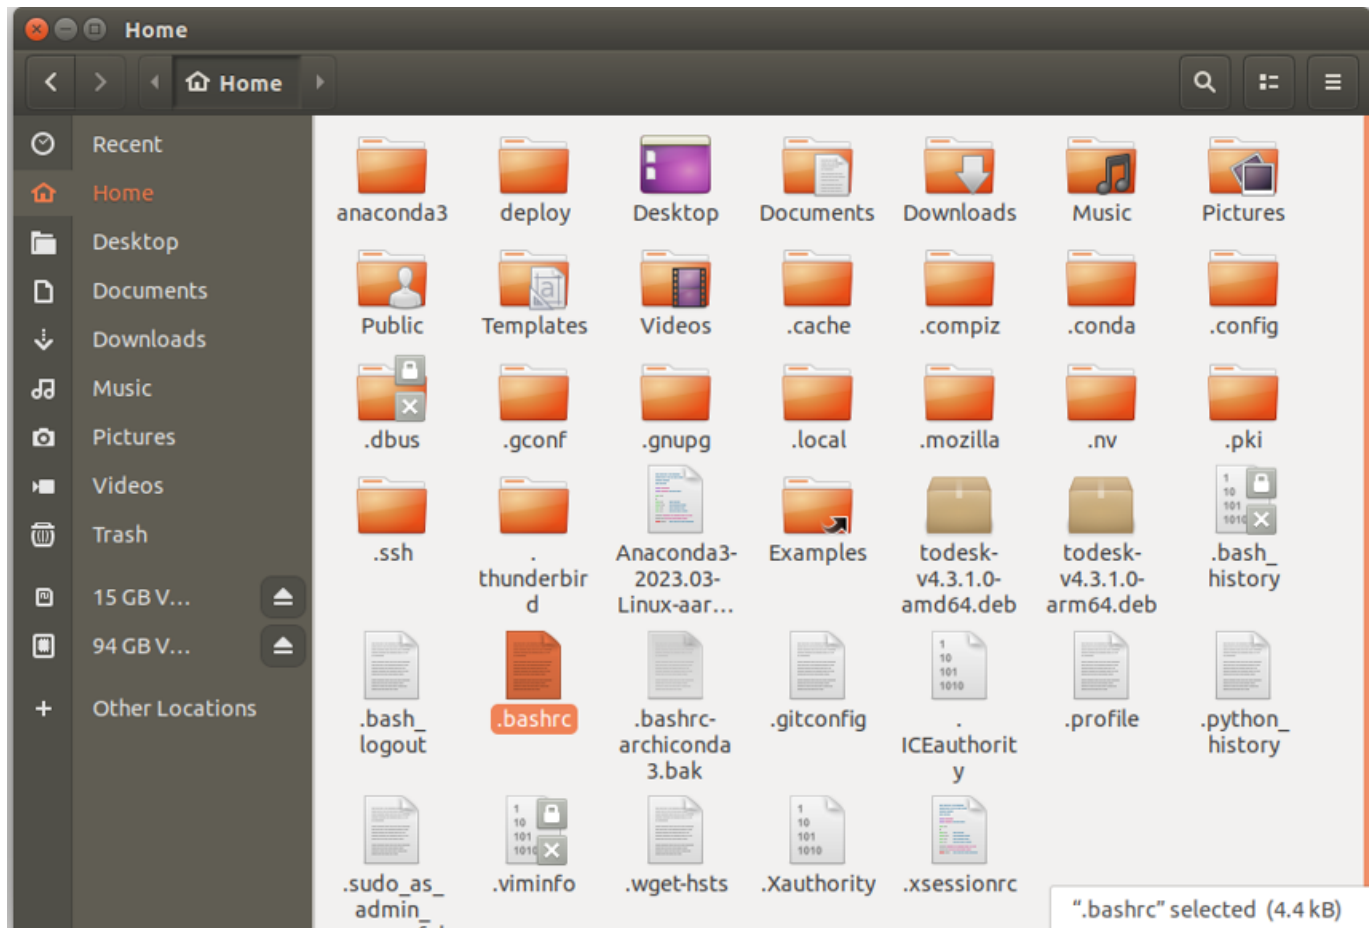 Home
Home
Recent
Home
Desktop
Documents
Downloads
Music
Pictures
Videos
Trash
15 GB V...
94 GB V...
Other Locations
anaconda3
deploy
Desktop
Documents
Downloads
Music
Pictures
Public
Templates
Videos
.cache
.compiz
.conda
.config
.dbus
.gconf
.gnupg
.local
.mozilla
.nv
.pki
.ssh
.
thunderbir
d
Anaconda3-
2023.03-
Linux-aar...
Examples
todesk-
v4.3.1.0-
amd64.deb
todesk-
v4.3.1.0-
arm64.deb
.bash_
history
.bash_
logout
.bashrc
.bashrc-
archiconda
3.bak
.gitconfig
.
ICEauthorit
y
.profile
.python_
history
.sudo_as_
admin_
.viminfo
.wget-hsts
.Xauthority
.xsessionrc
“.bashrc” selected (4.4 kB)